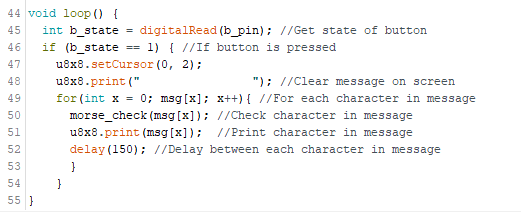 44 void loop() {
45   int b_state = digitalRead(b_pin); //Get state of button
46   if (b_state == 1) { //If button is pressed
47     u8x8.setCursor(0, 2);
48     u8x8.print("                "); //Clear message on screen
49     for(int x = 0; msg[x]; x++){ //For each character in message
50       morse_check(msg[x]); //Check character in message
51       u8x8.print(msg[x]);  //Print character in message
52       delay(150); //Delay between each character in message
53       }
54     }
55 }